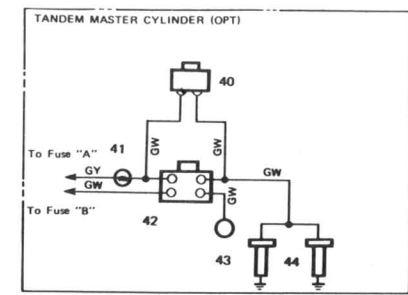 TANDEM MASTER CYLINDER (OPT)
40
GW
GW
To Fuse "A"
41
GY
GW
GW
GW
To Fuse "B"
42
43
44